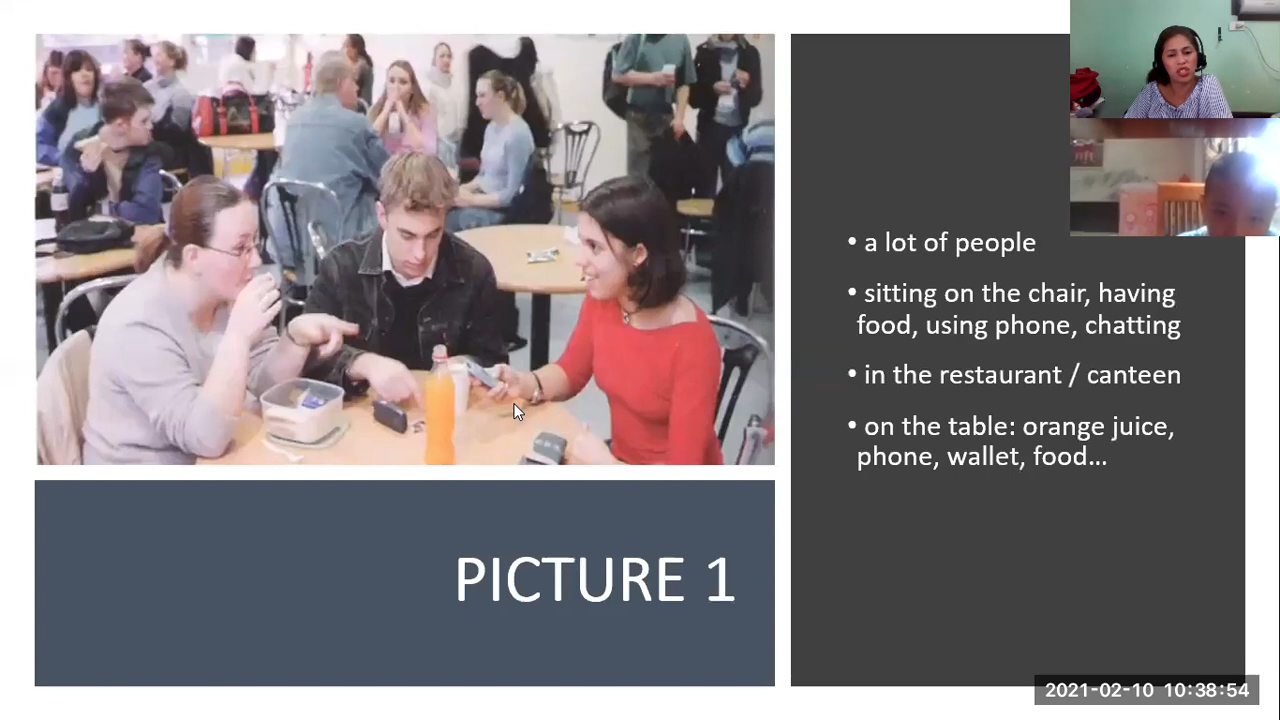 • a lot of people
• sitting on the chair, having
food, using phone, chatting
• in the restaurant / canteen
• on the table: orange juice,
phone, wallet, food...
PICTURE 1
2021-02-10 10:38:54